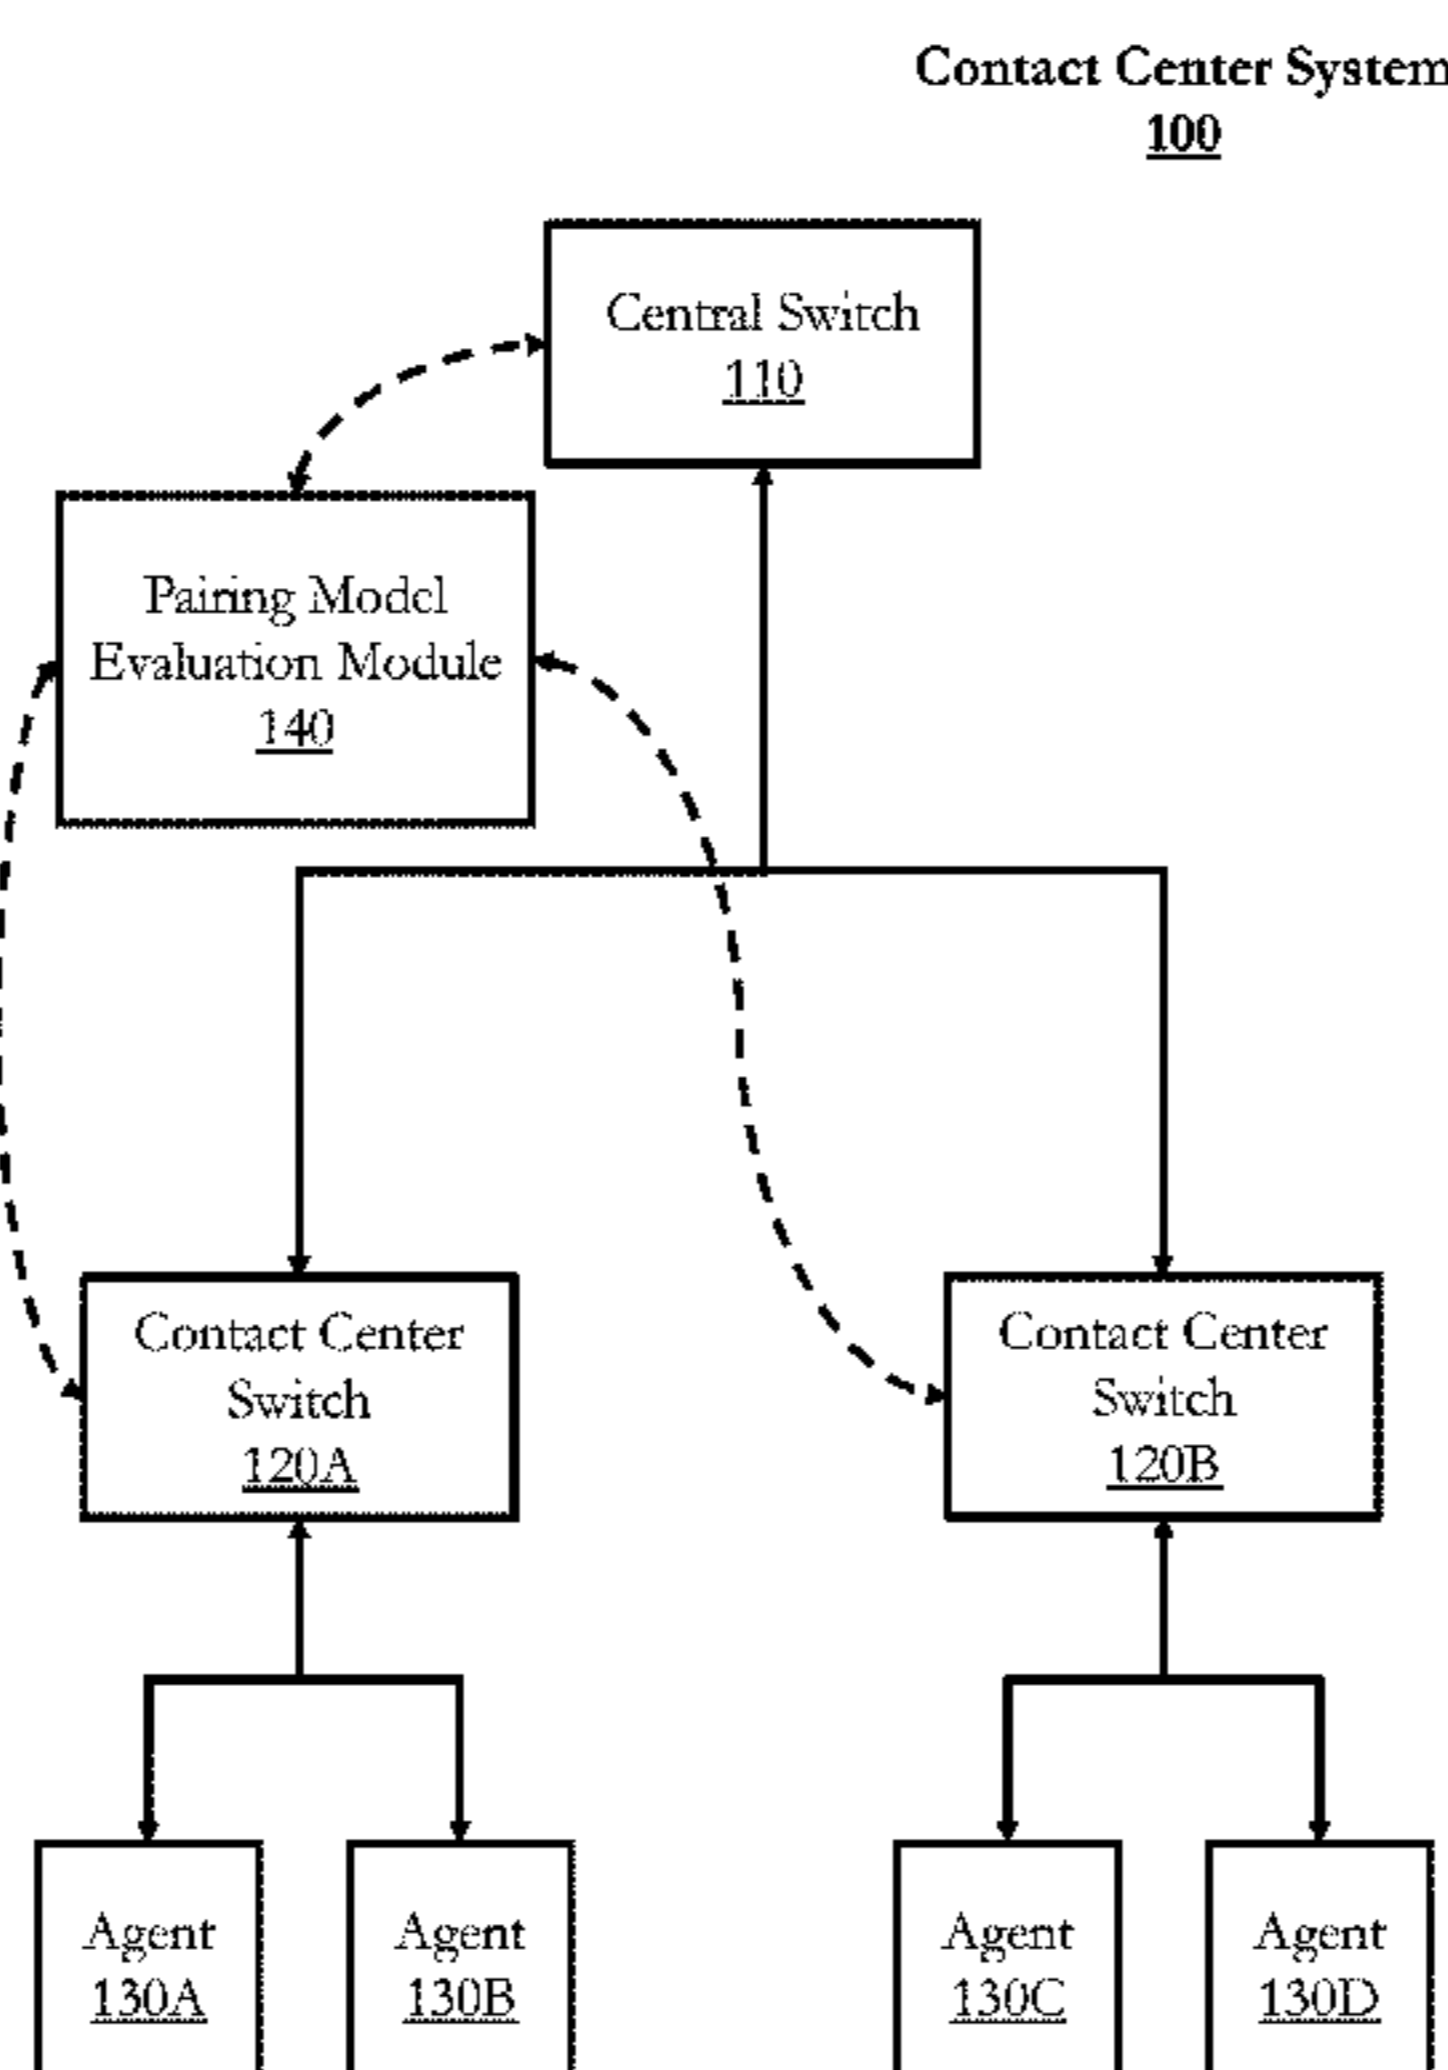 Contact Center System
100
Central Switch
110
Pairing Model
Evaluation Module
140
Contact Center
Switch
120A
Contact Center
Switch
120B
Agent
130A
Agent
130B
Agent
130C
Agent
130D